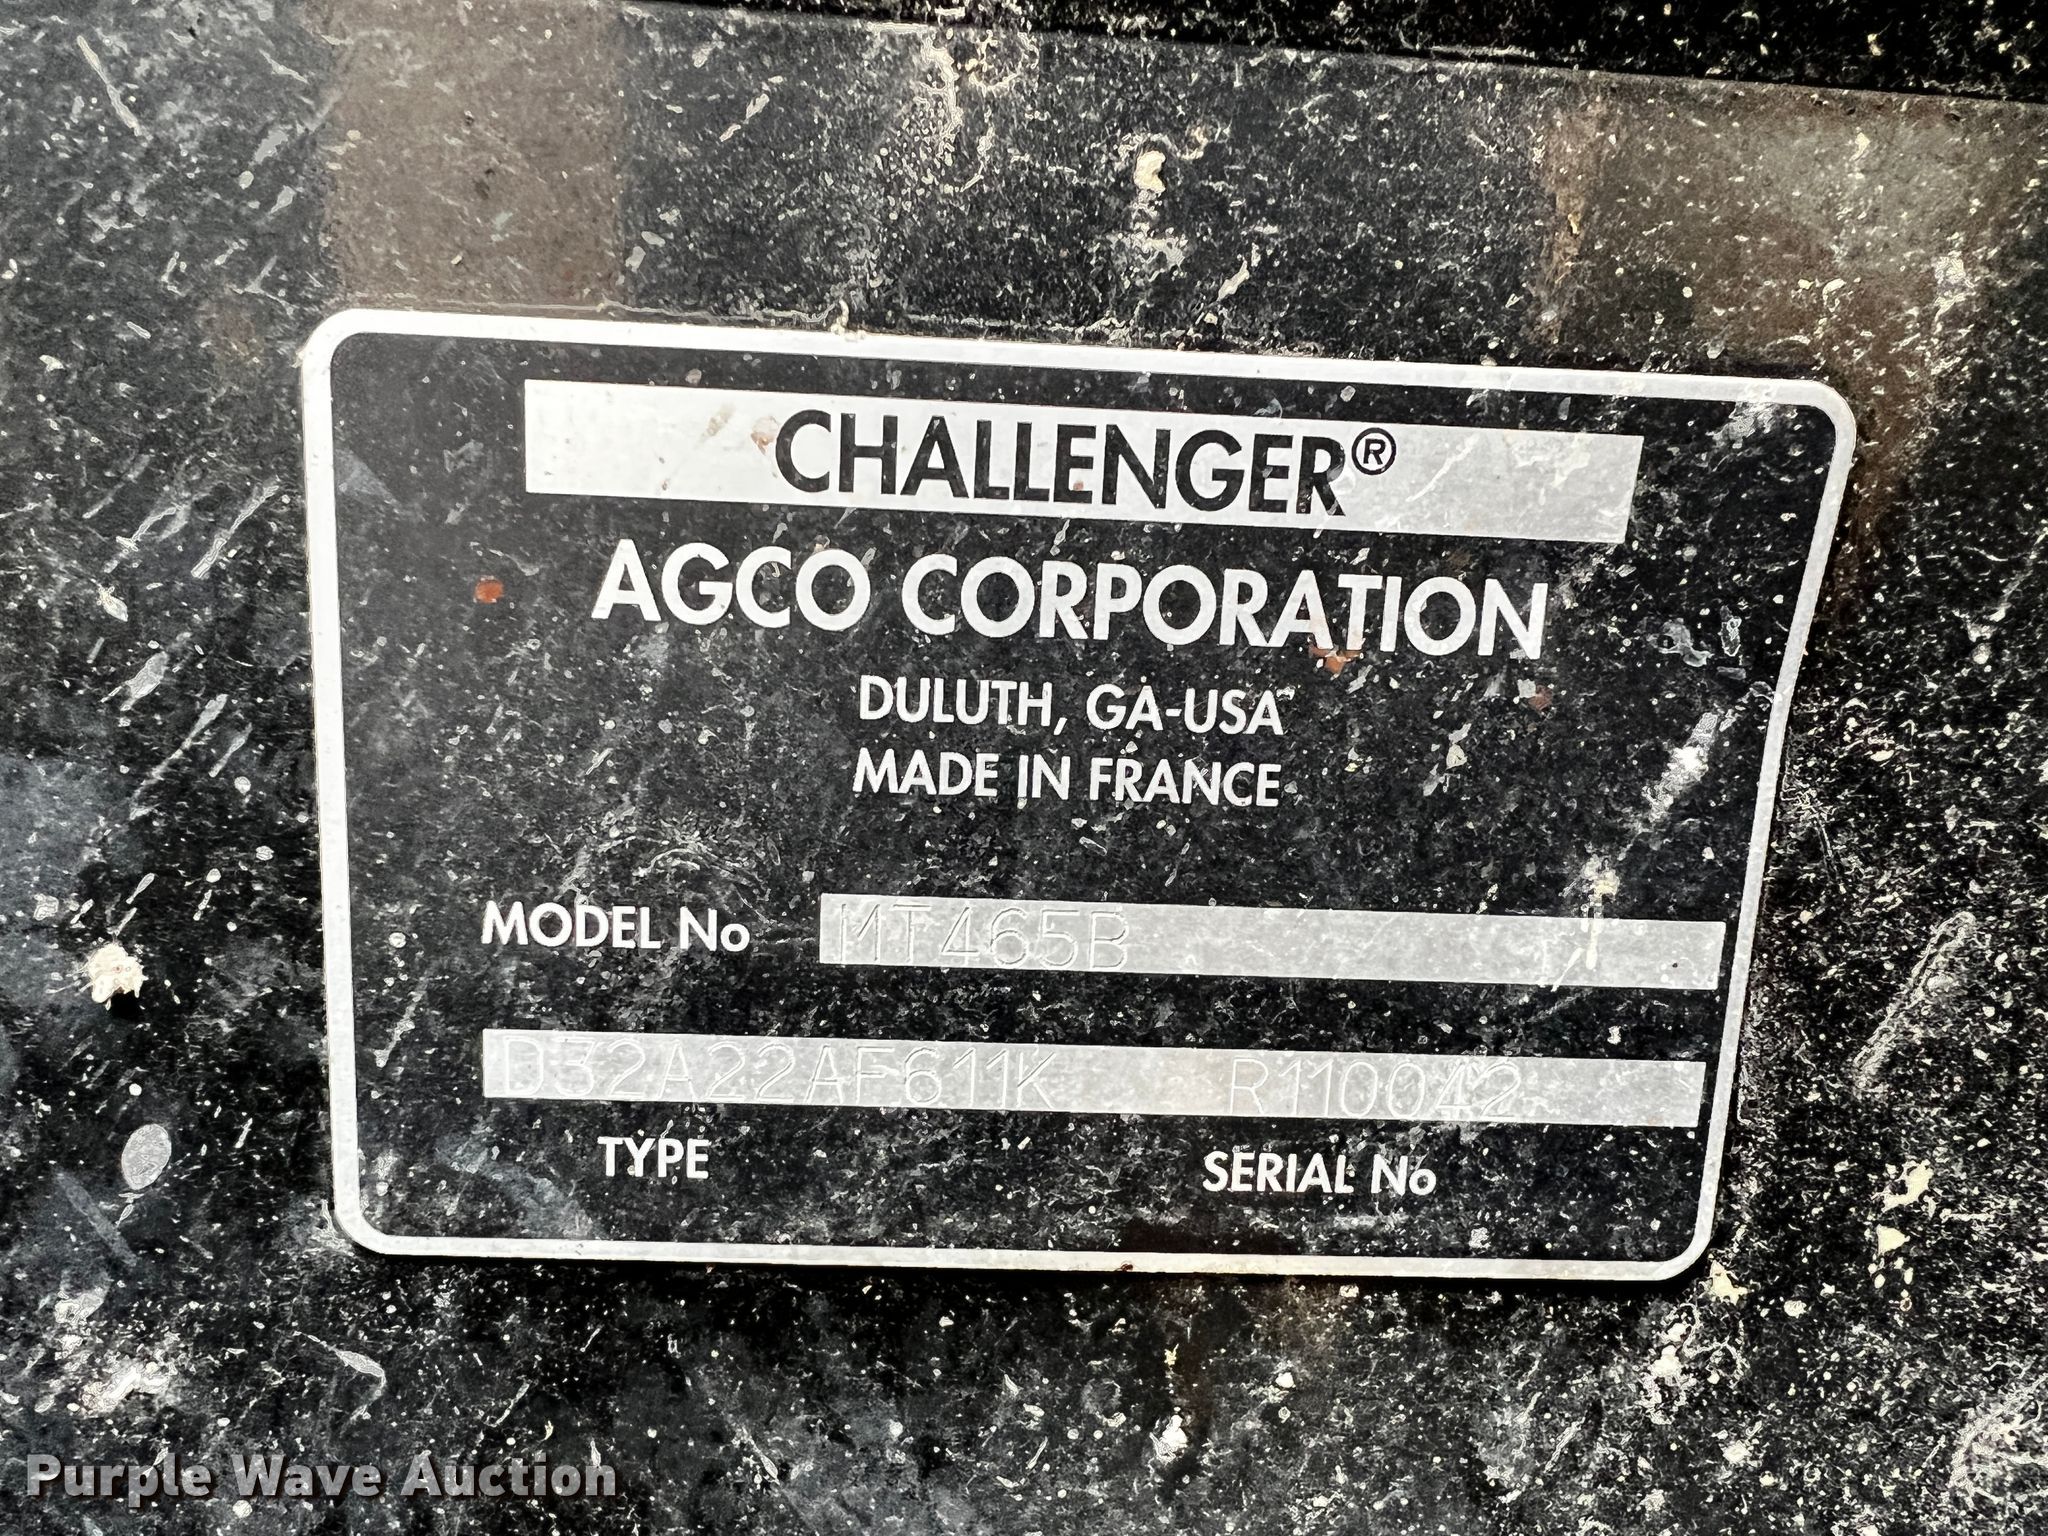 CHALLENGER®
AGCO CORPORATION
DULUTH, GA-USA
MADE IN FRANCE
MODEL No MT465B
D32A22AF611K R110042
TYPE SERIAL No
Purple Wave Auction